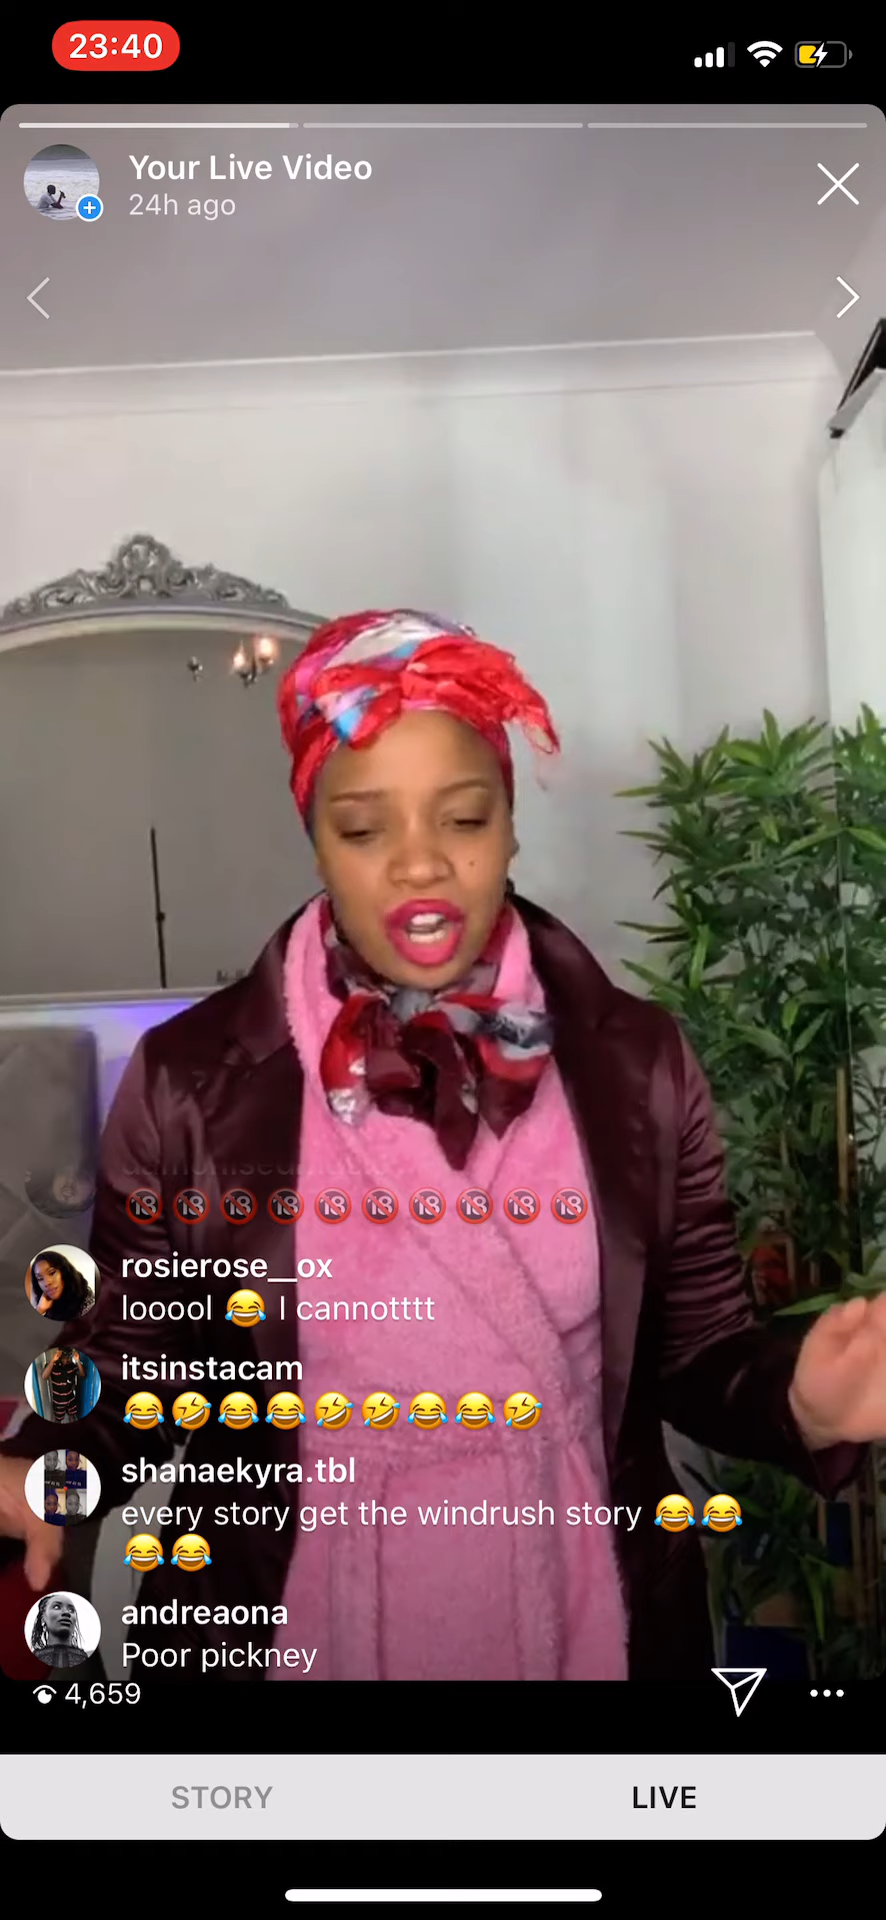 23:40
Your Live Video
24h ago
🔞🔞🔞🔞🔞🔞🔞🔞🔞🔞
rosierose__ox
looool 😂 I cannotttt
itsinstacam
😂🤣😂😂🤣🤣😂😂🤣
shanaekyra.tbl
every story get the windrush story 😂😂
😂😂
andreaona
Poor pickney
4,659
STORY
LIVE